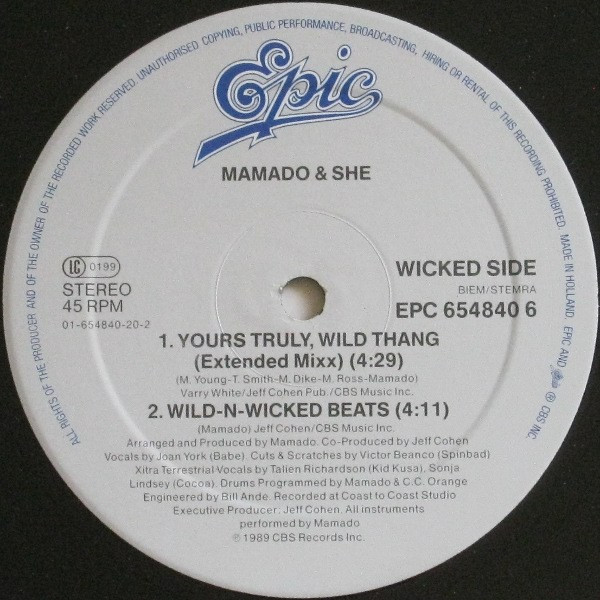 ALL RIGHTS OF THE PRODUCER AND OF THE OWNER OF THE RECORDED WORK RESERVED. UNAUTHORISED COPYING, PUBLIC PERFORMANCE, BROADCASTING, HIRING OR RENTAL OF THIS RECORDING PROHIBITED. MADE IN HOLLAND. EPIC AND ℗ CBS INC.
Epic
MAMADO & SHE
LC 0199
STEREO
45 RPM
01-654840-20-2
WICKED SIDE
BIEM/STEMRA
EPC 654840 6
1. YOURS TRULY, WILD THANG
(Extended Mixx) (4:29)
(M. Young-T. Smith-M. Dike-M. Ross-Mamado)
Varry White/Jeff Cohen Pub./CBS Music Inc.
2. WILD-N-WICKED BEATS (4:11)
(Mamado) Jeff Cohen/CBS Music Inc.
Arranged and Produced by Mamado. Co-Produced by Jeff Cohen
Vocals by Joan York (Babe). Cuts & Scratches by Victor Beanco (Spinbad)
Xitra Terrestrial-Vocals by Talien Richardson (Kid Kusa), Sonja
Lindsey (Cocoa). Drums Programmed by Mamado & C.C. Orange
Engineered by Bill Ande. Recorded at Coast to Coast Studio
Executive Producer: Jeff Cohen. All instruments
performed by Mamado
℗ 1989 CBS Records Inc.